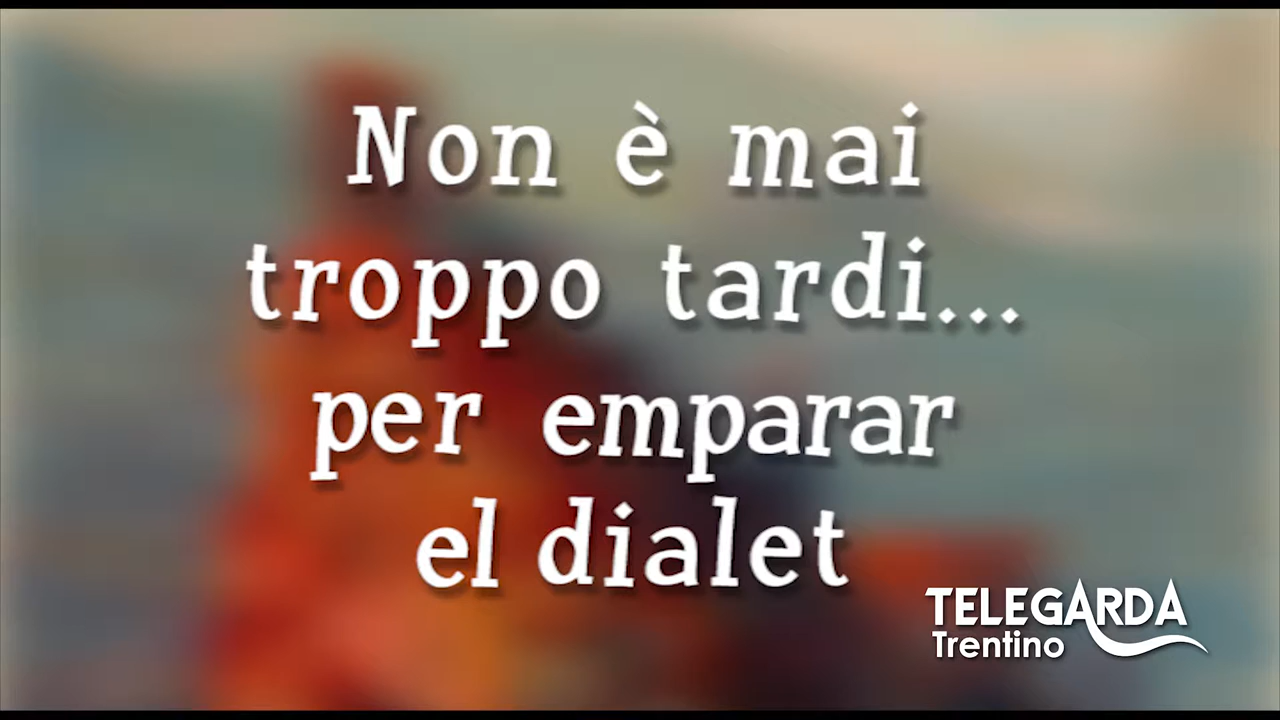 Non è mai
troppo tardi...
per emparar
el dialet
TELEGARDA
Trentino